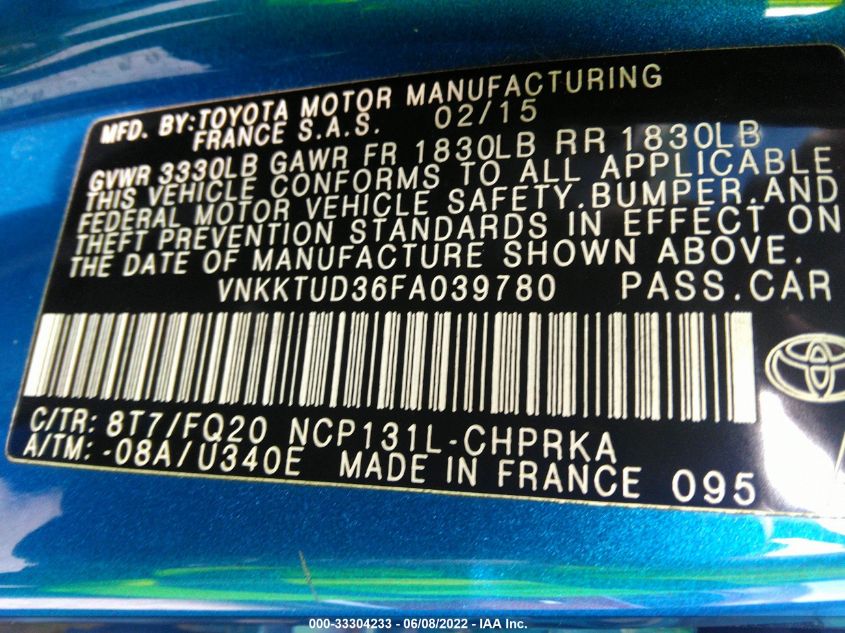 MFD. BY:TOYOTA MOTOR MANUFACTURING
FRANCE S.A.S. 02/15
GVWR 3330LB GAWR FR 1830LB RR 1830LB
THIS VEHICLE CONFORMS TO ALL APPLICABLE
FEDERAL MOTOR VEHICLE SAFETY,BUMPER,AND
THEFT PREVENTION STANDARDS IN EFFECT ON
THE DATE OF MANUFACTURE SHOWN ABOVE.
VNKKTUD36FA039780 PASS.CAR
C/TR: 8T7/FQ20 NCP131L-CHPRKA
A/TM: -08A/U340E MADE IN FRANCE 095
000-33304233 - 06/08/2022 - IAA Inc.